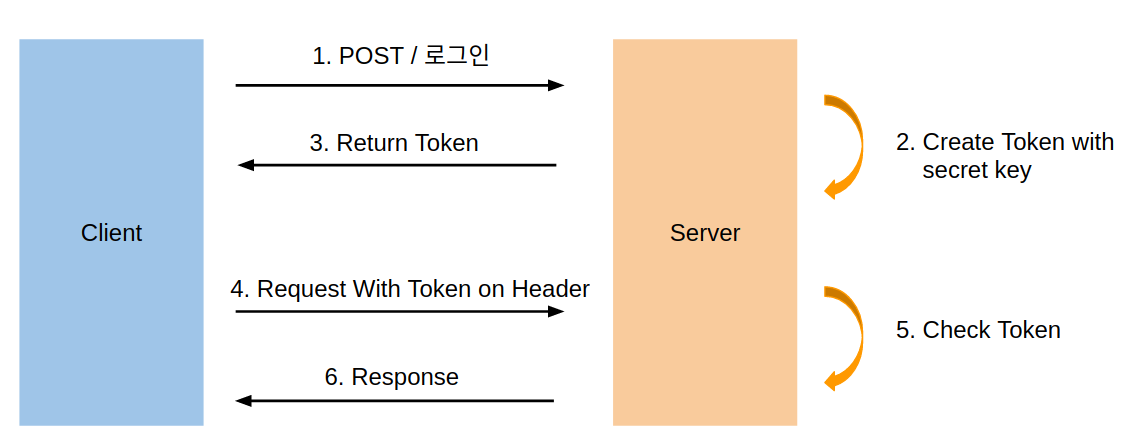 1. POST / 로그인
3. Return Token
2. Create Token with
secret key
Client
Server
4. Request With Token on Header
5. Check Token
6. Response